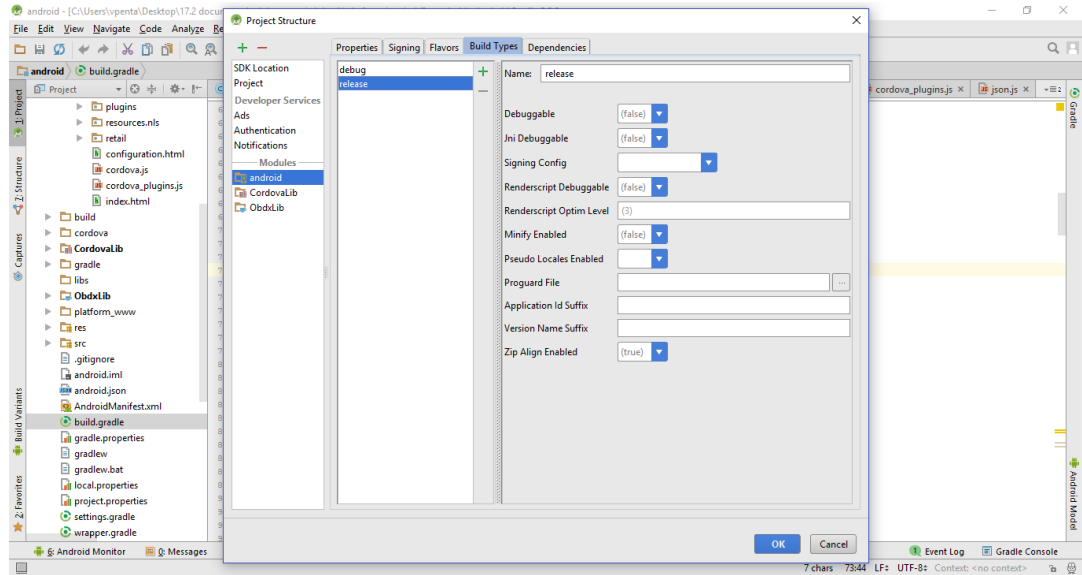 android - [C:\Users\vpenta\Desktop\17.2 docu
File Edit View Navigate Code Analyze Re
android build.gradle
Project
1: Project
Z: Structure
Captures
Build Variants
2: Favorites
plugins
resources.nls
retail
configuration.html
cordova.js
cordova_plugins.js
index.html
build
cordova
CordovaLib
gradle
libs
ObdxLib
platform_www
res
src
.gitignore
android.iml
android.json
AndroidManifest.xml
build.gradle
gradle.properties
gradlew
gradlew.bat
local.properties
project.properties
settings.gradle
wrapper.gradle
Project Structure
SDK Location
Project
Developer Services
Ads
Authentication
Notifications
Modules
android
CordovaLib
ObdxLib
Properties Signing Flavors Build Types Dependencies
debug
release
Name: release
Debuggable (false)
Jni Debuggable (false)
Signing Config
Renderscript Debuggable (false)
Renderscript Optim Level (3)
Minify Enabled (false)
Pseudo Locales Enabled
Proguard File ...
Application Id Suffix
Version Name Suffix
Zip Align Enabled (true)
OK Cancel
cordova_plugins.js json.js
Gradle
Android Model
6: Android Monitor 0: Messages
1 Event Log Gradle Console
7 chars 73:44 LF÷ UTF-8÷ Context: <no context>